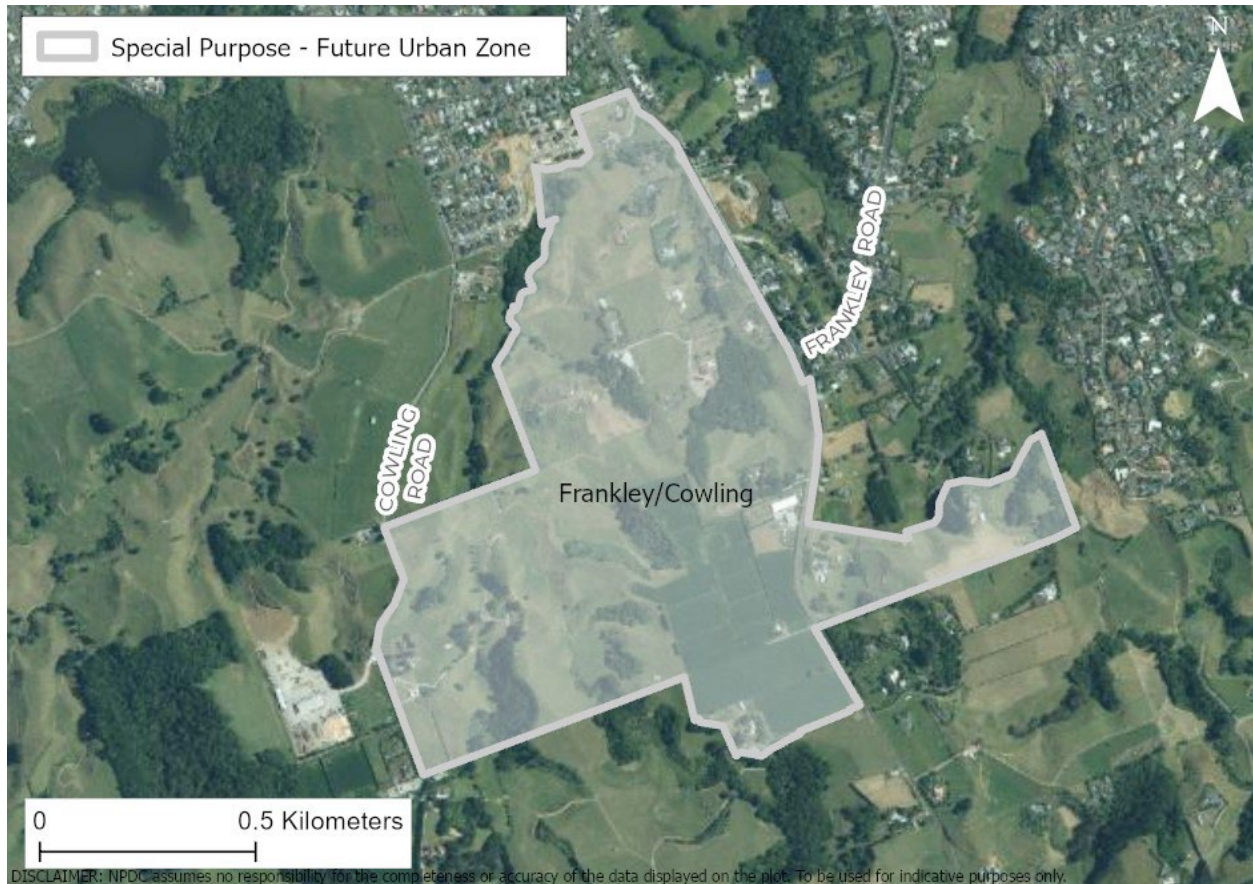 Special Purpose - Future Urban Zone
N
FRANKLEY ROAD
COWLING
ROAD
Frankley/Cowling
0
0.5 Kilometers
DISCLAIMER: NPDC assumes no responsibility for the completeness or accuracy of the data displayed on the plot. To be used for indicative purposes only.